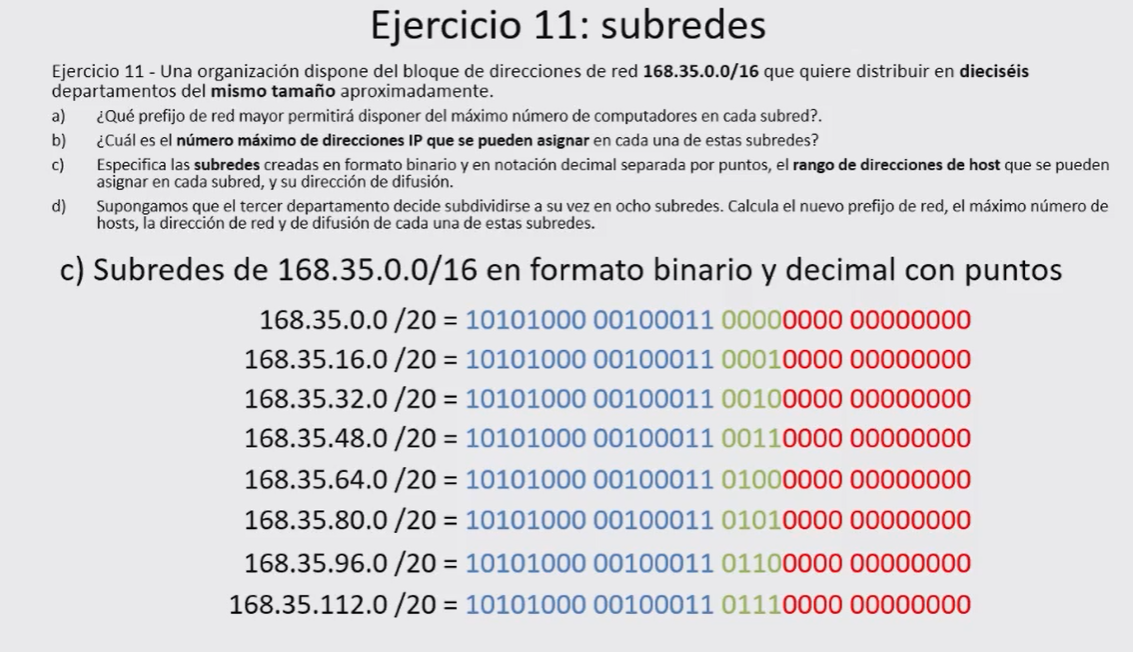 Ejercicio 11: subredes
Ejercicio 11 - Una organización dispone del bloque de direcciones de red 168.35.0.0/16 que quiere distribuir en dieciséis
departamentos del mismo tamaño aproximadamente.
a) ¿Qué prefijo de red mayor permitirá disponer del máximo número de computadores en cada subred?.
b) ¿Cuál es el número máximo de direcciones IP que se pueden asignar en cada una de estas subredes?
c) Especifica las subredes creadas en formato binario y en notación decimal separada por puntos, el rango de direcciones de host que se pueden
asignar en cada subred, y su dirección de difusión.
d) Supongamos que el tercer departamento decide subdividirse a su vez en ocho subredes. Calcula el nuevo prefijo de red, el máximo número de
hosts, la dirección de red y de difusión de cada una de estas subredes.
c) Subredes de 168.35.0.0/16 en formato binario y decimal con puntos
168.35.0.0 /20 = 10101000 00100011 00000000 00000000
168.35.16.0 /20 = 10101000 00100011 00010000 00000000
168.35.32.0 /20 = 10101000 00100011 00100000 00000000
168.35.48.0 /20 = 10101000 00100011 00110000 00000000
168.35.64.0 /20 = 10101000 00100011 01000000 00000000
168.35.80.0 /20 = 10101000 00100011 01010000 00000000
168.35.96.0 /20 = 10101000 00100011 01100000 00000000
168.35.112.0 /20 = 10101000 00100011 01110000 00000000